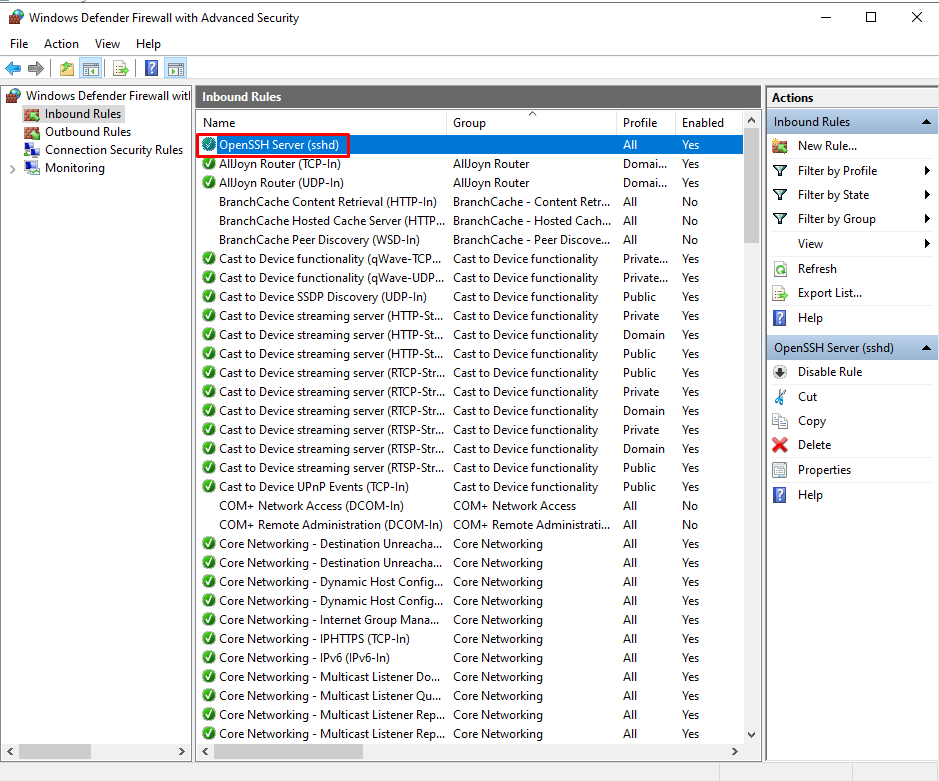 Windows Defender Firewall with Advanced Security
File Action View Help
Windows Defender Firewall witl
Inbound Rules
Outbound Rules
Connection Security Rules
Monitoring
Inbound Rules
Name Group Profile Enabled
OpenSSH Server (sshd) All Yes
AllJoyn Router (TCP-In) AllJoyn Router Domai... Yes
AllJoyn Router (UDP-In) AllJoyn Router Domai... Yes
BranchCache Content Retrieval (HTTP-In) BranchCache - Content Retr... All No
BranchCache Hosted Cache Server (HTTP... BranchCache - Hosted Cach... All No
BranchCache Peer Discovery (WSD-In) BranchCache - Peer Discove... All No
Cast to Device functionality (qWave-TCP... Cast to Device functionality Private... Yes
Cast to Device functionality (qWave-UDP... Cast to Device functionality Private... Yes
Cast to Device SSDP Discovery (UDP-In) Cast to Device functionality Public Yes
Cast to Device streaming server (HTTP-St... Cast to Device functionality Private Yes
Cast to Device streaming server (HTTP-St... Cast to Device functionality Domain Yes
Cast to Device streaming server (HTTP-St... Cast to Device functionality Public Yes
Cast to Device streaming server (RTCP-Str... Cast to Device functionality Public Yes
Cast to Device streaming server (RTCP-Str... Cast to Device functionality Private Yes
Cast to Device streaming server (RTCP-Str... Cast to Device functionality Domain Yes
Cast to Device streaming server (RTSP-Str... Cast to Device functionality Private Yes
Cast to Device streaming server (RTSP-Str... Cast to Device functionality Domain Yes
Cast to Device streaming server (RTSP-Str... Cast to Device functionality Public Yes
Cast to Device UPnP Events (TCP-In) Cast to Device functionality Public Yes
COM+ Network Access (DCOM-In) COM+ Network Access All No
COM+ Remote Administration (DCOM-In) COM+ Remote Administrati... All No
Core Networking - Destination Unreacha... Core Networking All Yes
Core Networking - Destination Unreacha... Core Networking All Yes
Core Networking - Dynamic Host Config... Core Networking All Yes
Core Networking - Dynamic Host Config... Core Networking All Yes
Core Networking - Internet Group Mana... Core Networking All Yes
Core Networking - IPHTTPS (TCP-In) Core Networking All Yes
Core Networking - IPv6 (IPv6-In) Core Networking All Yes
Core Networking - Multicast Listener Do... Core Networking All Yes
Core Networking - Multicast Listener Qu... Core Networking All Yes
Core Networking - Multicast Listener Rep... Core Networking All Yes
Core Networking - Multicast Listener Rep... Core Networking All Yes
Actions
Inbound Rules
New Rule...
Filter by Profile
Filter by State
Filter by Group
View
Refresh
Export List...
Help
OpenSSH Server (sshd)
Disable Rule
Cut
Copy
Delete
Properties
Help